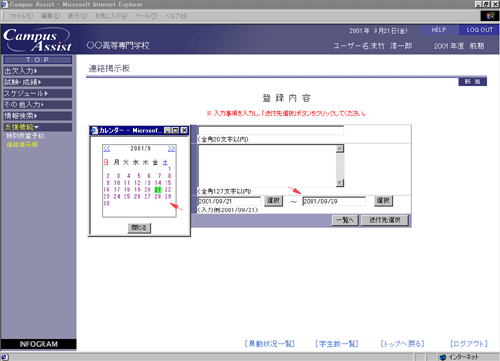 Campus Assist - Microsoft Internet Explorer
ファイル(F) 編集(E) 表示(V) お気に入り(A) ツール(T) ヘルプ(H)
Campus
Assist
2001年 9月21日(金) HELP LOG OUT
〇〇高等専門学校 ユーザー名:末竹 淳一郎 2001年度 前期
TOP
出欠入力
試験・成績
スケジュール
その他入力
情報検索
支援機能
特別教室予約
連絡掲示板
連絡掲示板
新規
登録内容
※ 入力事項を入力し、「送付先選択」ボタンをクリックしてください。
(全角20文字以内)
(全角127文字以内)
2001/09/21 選択 ～ 2001/09/29 選択
(入力例:2001/09/21)
一覧へ 送付先選択
カレンダー - Microsof...
<< 2001/9 >>
日 月 火 水 木 金 土
1
2 3 4 5 6 7 8
9 10 11 12 13 14 15
16 17 18 19 20 21 22
23 24 25 26 27 28 29
30
閉じる
[異動状況一覧] [学生数一覧] [トップへ戻る] [ログアウト]
INFOGRAM
インターネット